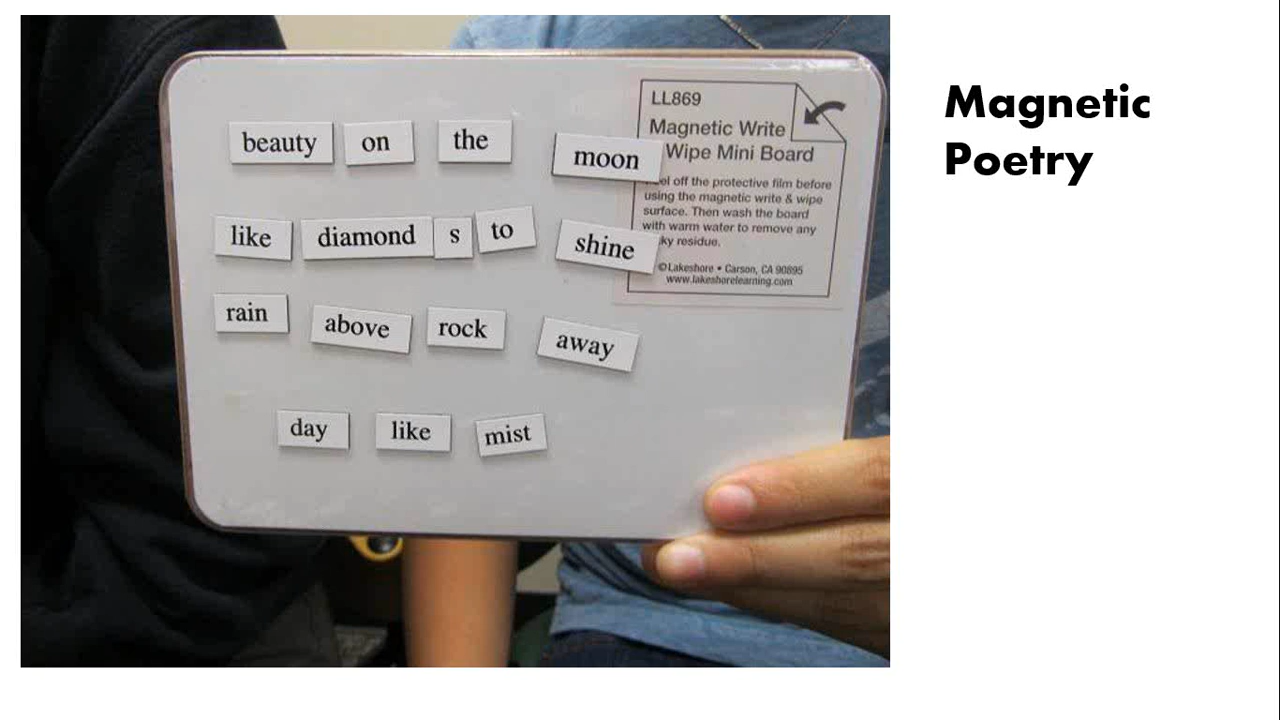 Magnetic
Poetry
beauty on the moon
like diamond s to shine
rain above rock away
day like mist
LL869
Magnetic Write
Wipe Mini Board
off the protective film before
using the magnetic write & wipe
surface. Then wash the board
with warm water to remove any
residue.
©Lakeshore • Carson, CA 90895
www.lakeshorelearning.com